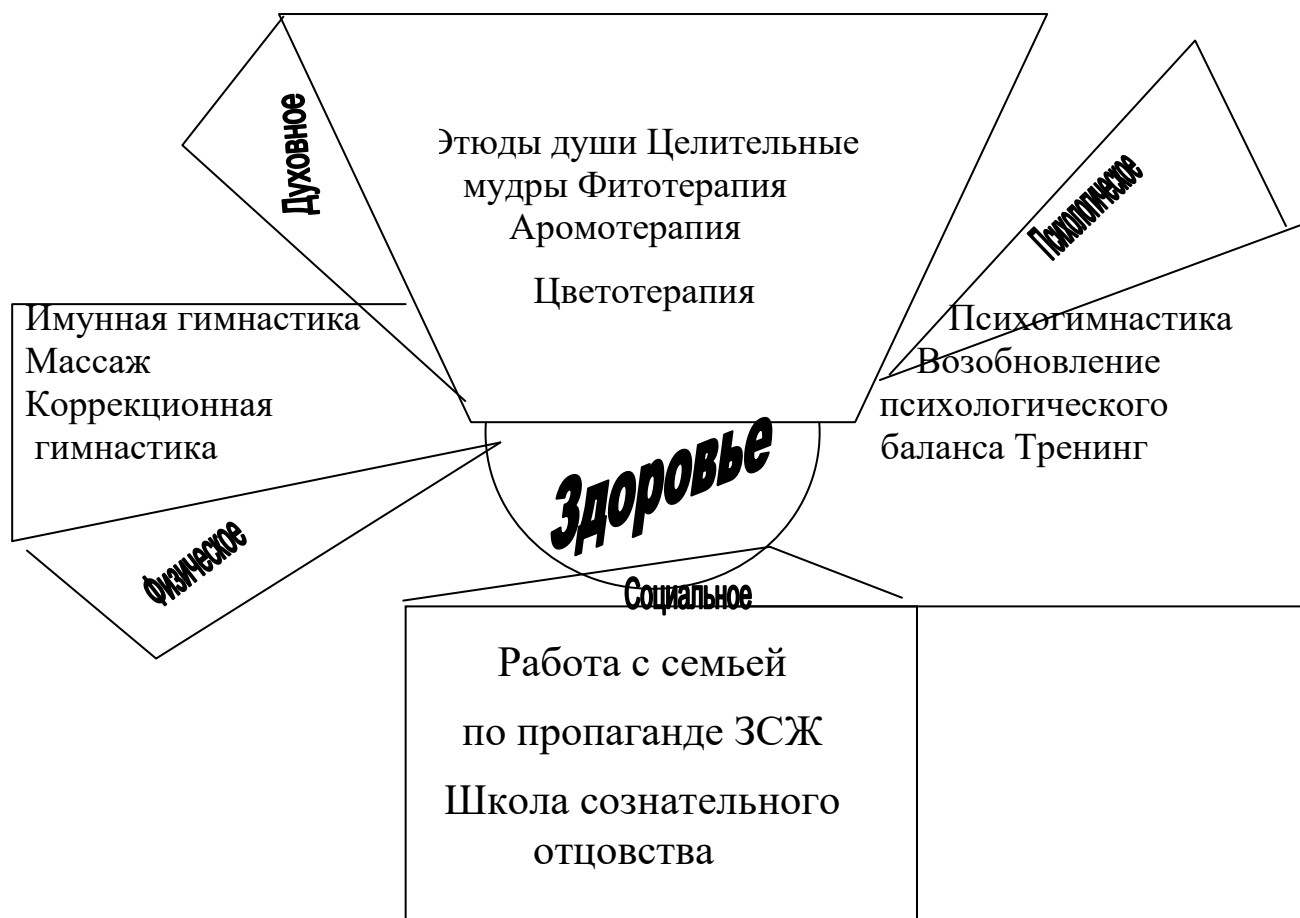 Духовное
Этюды души Целительные
мудры Фитотерапия
Аромотерапия
Цветотерапия
Психологическое
Имунная гимнастика
Массаж
Коррекционная
гимнастика
Психогимнастика
Возобновление
психологического
баланса Тренинг
Здоровье
Физическое
Социальное
Работа с семьей
по пропаганде ЗСЖ
Школа сознательного
отцовства